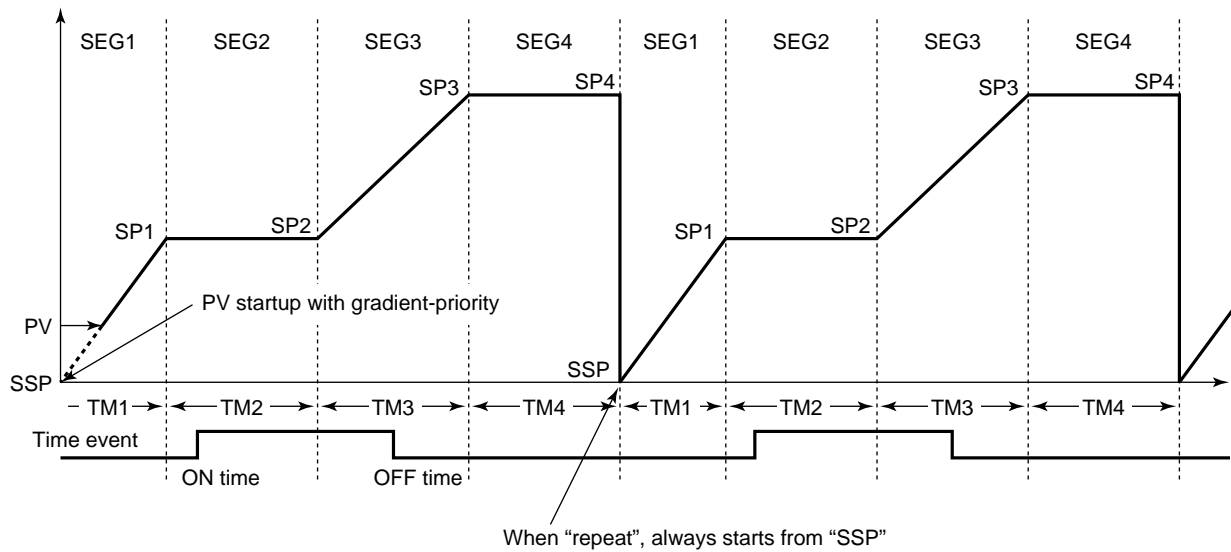 SEG1 SEG2 SEG3 SEG4 SEG1 SEG2 SEG3 SEG4
SP3 SP4 SP3 SP4
SP1 SP2 SP1 SP2
PV startup with gradient-priority
PV
SSP SSP
TM1 TM2 TM3 TM4 TM1 TM2 TM3 TM4
Time event
ON time OFF time
When “repeat”, always starts from “SSP”